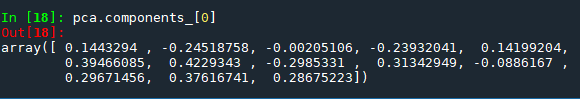 In [18]: pca.components_[0]
Out[18]:
array([ 0.1443294 , -0.24518758, -0.00205106, -0.23932041,  0.14199204,
        0.39466085,  0.4229343 , -0.2985331 ,  0.31342949, -0.0886167 ,
        0.29671456,  0.37616741,  0.28675223])